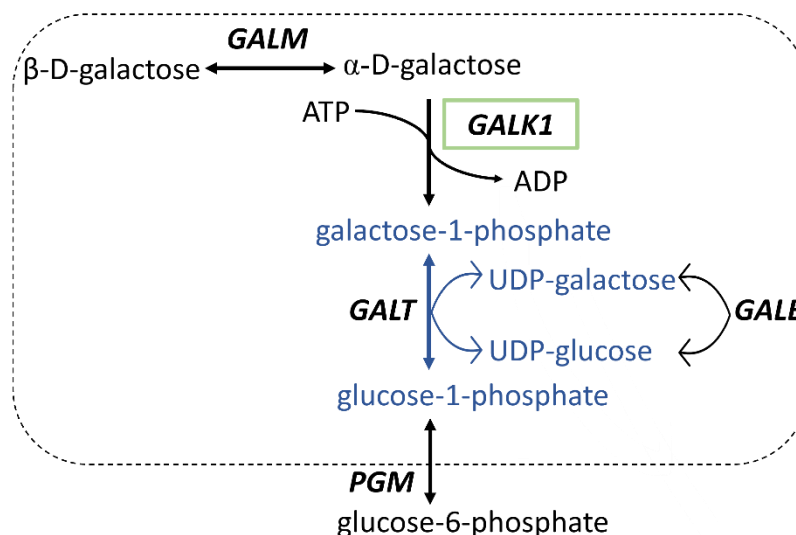 GALM
β-D-galactose
α-D-galactose
ATP
GALK1
ADP
galactose-1-phosphate
UDP-galactose
GALT
GALE
UDP-glucose
glucose-1-phosphate
PGM
glucose-6-phosphate